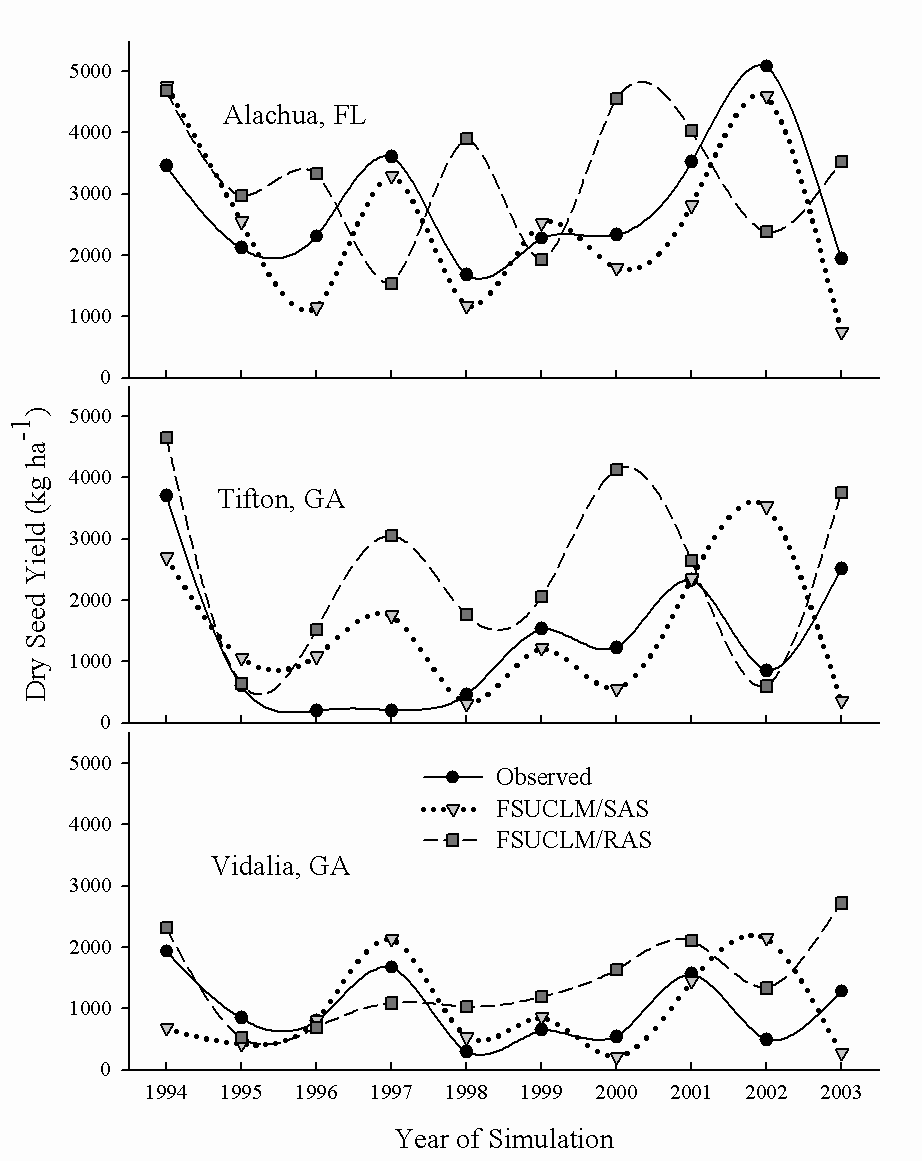 5000
Alachua, FL
4000
3000
2000
1000
0
5000
Tifton, GA
4000
3000
2000
1000
0
Dry Seed Yield (kg ha-1)
5000
Observed
FSUCLM/SAS
FSUCLM/RAS
4000
Vidalia, GA
3000
2000
1000
0
1994 1995 1996 1997 1998 1999 2000 2001 2002 2003
Year of Simulation